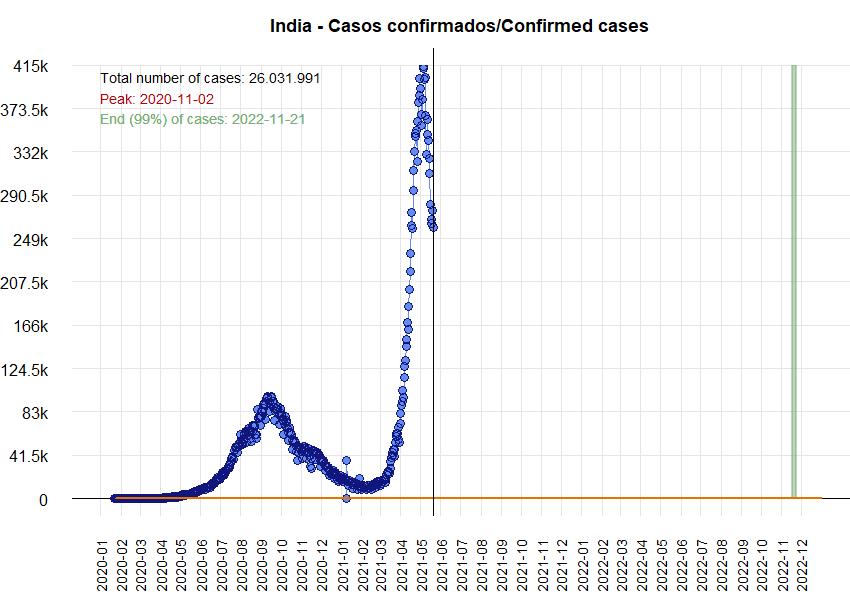 India - Casos confirmados/Confirmed cases
415k
Total number of cases: 26.031.991
Peak: 2020-11-02
373.5k
End (99%) of cases: 2022-11-21
332k
290.5k
249k
207.5k
166k
124.5k
83k
41.5k
0
2020-01
2020-02
2020-03
2020-04
2020-05
2020-06
2020-07
2020-08
2020-09
2020-10
2020-11
2020-12
2021-01
2021-02
2021-03
2021-04
2021-05
2021-06
2021-07
2021-08
2021-09
2021-10
2021-11
2021-12
2022-01
2022-02
2022-03
2022-04
2022-05
2022-06
2022-07
2022-08
2022-09
2022-10
2022-11
2022-12